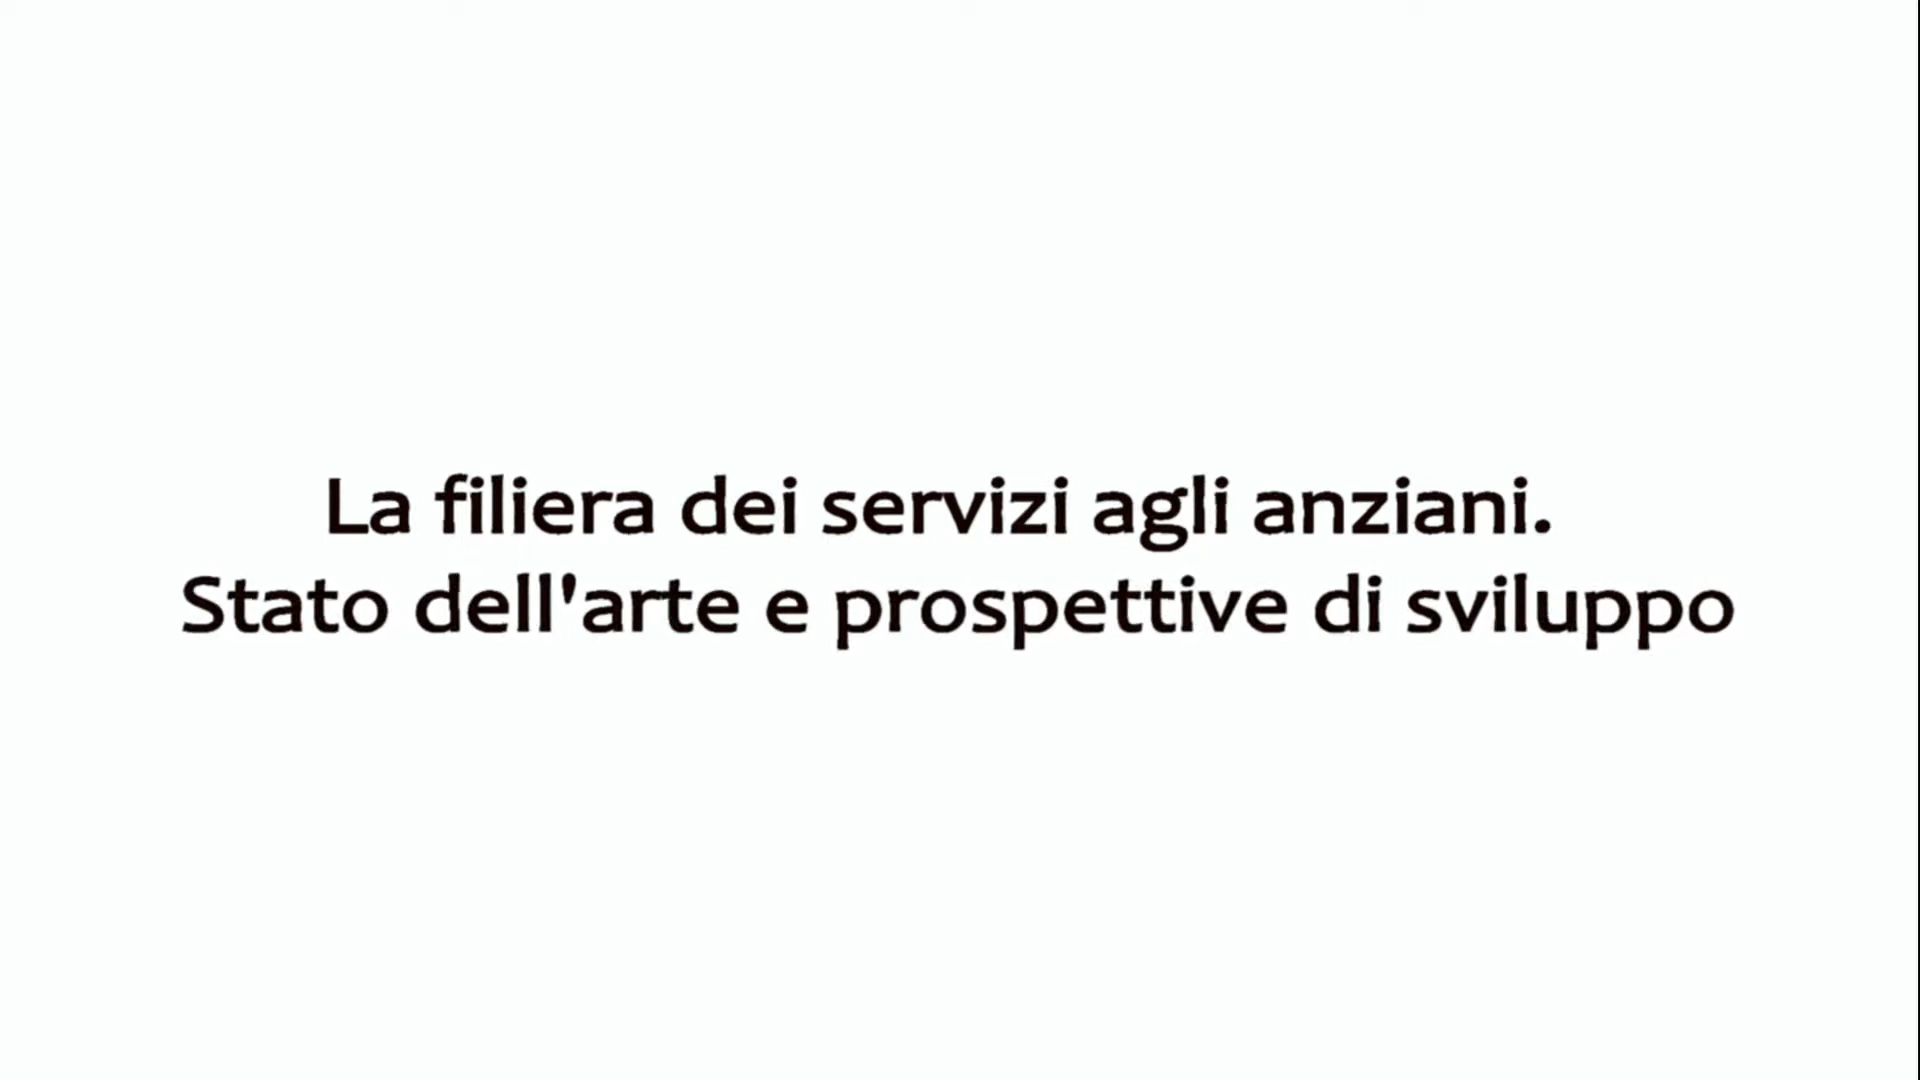 La filiera dei servizi agli anziani.
Stato dell'arte e prospettive di sviluppo